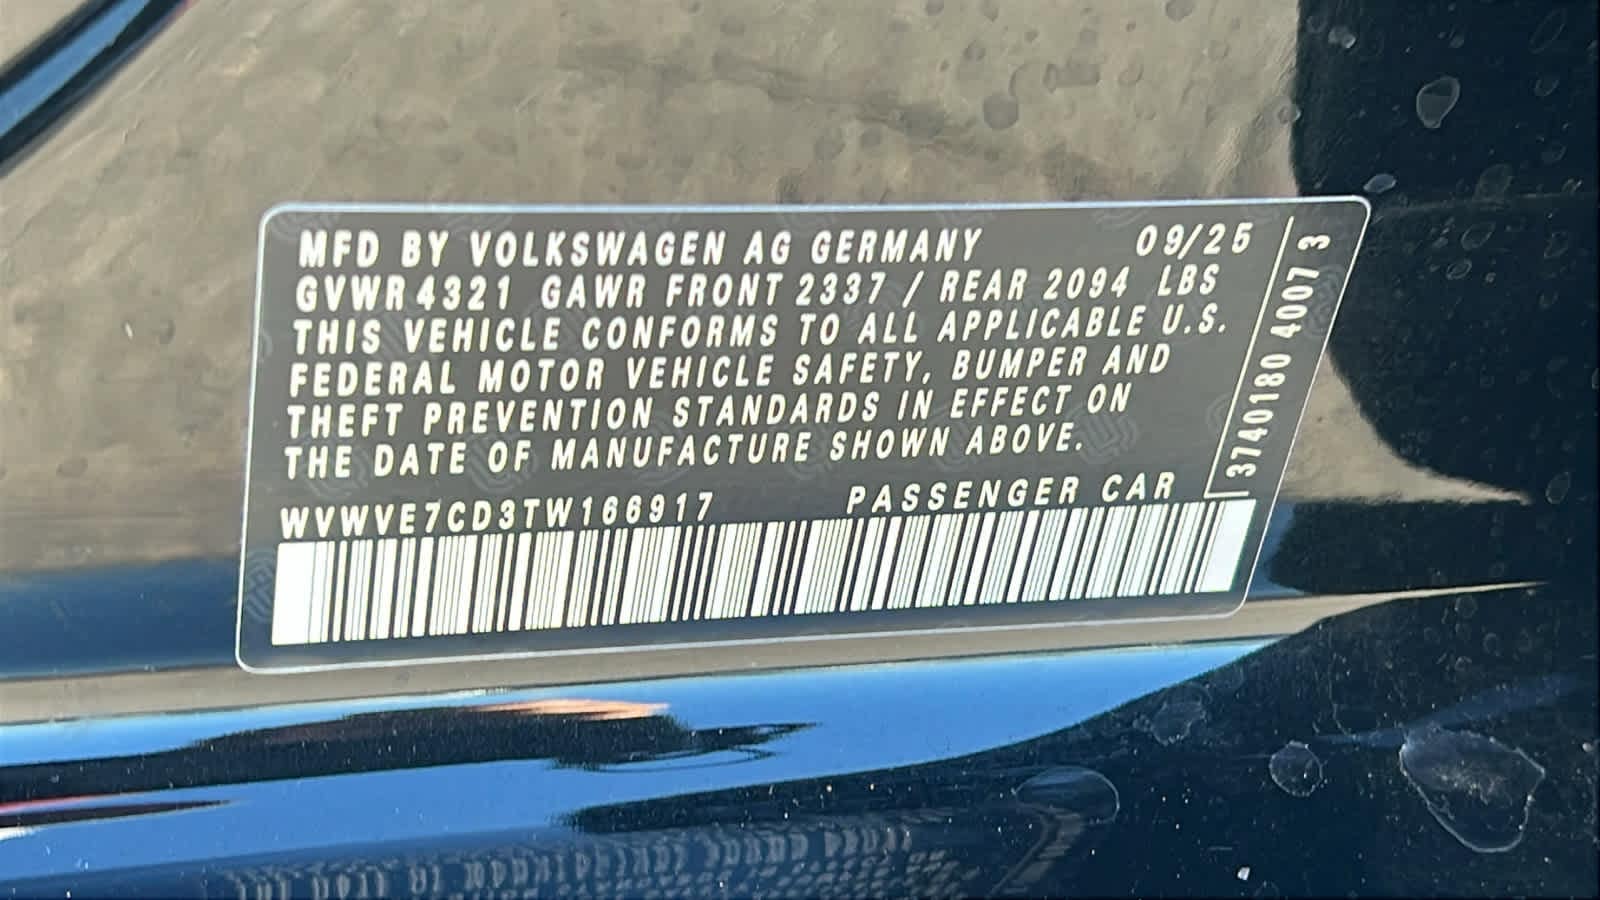 MFD BY VOLKSWAGEN AG GERMANY 09/25
GVWR 4321 GAWR FRONT 2337 / REAR 2094 LBS
THIS VEHICLE CONFORMS TO ALL APPLICABLE U.S.
FEDERAL MOTOR VEHICLE SAFETY, BUMPER AND
THEFT PREVENTION STANDARDS IN EFFECT ON
THE DATE OF MANUFACTURE SHOWN ABOVE.
WVWVE7CD3TW166917 PASSENGER CAR
3740180 4007 3